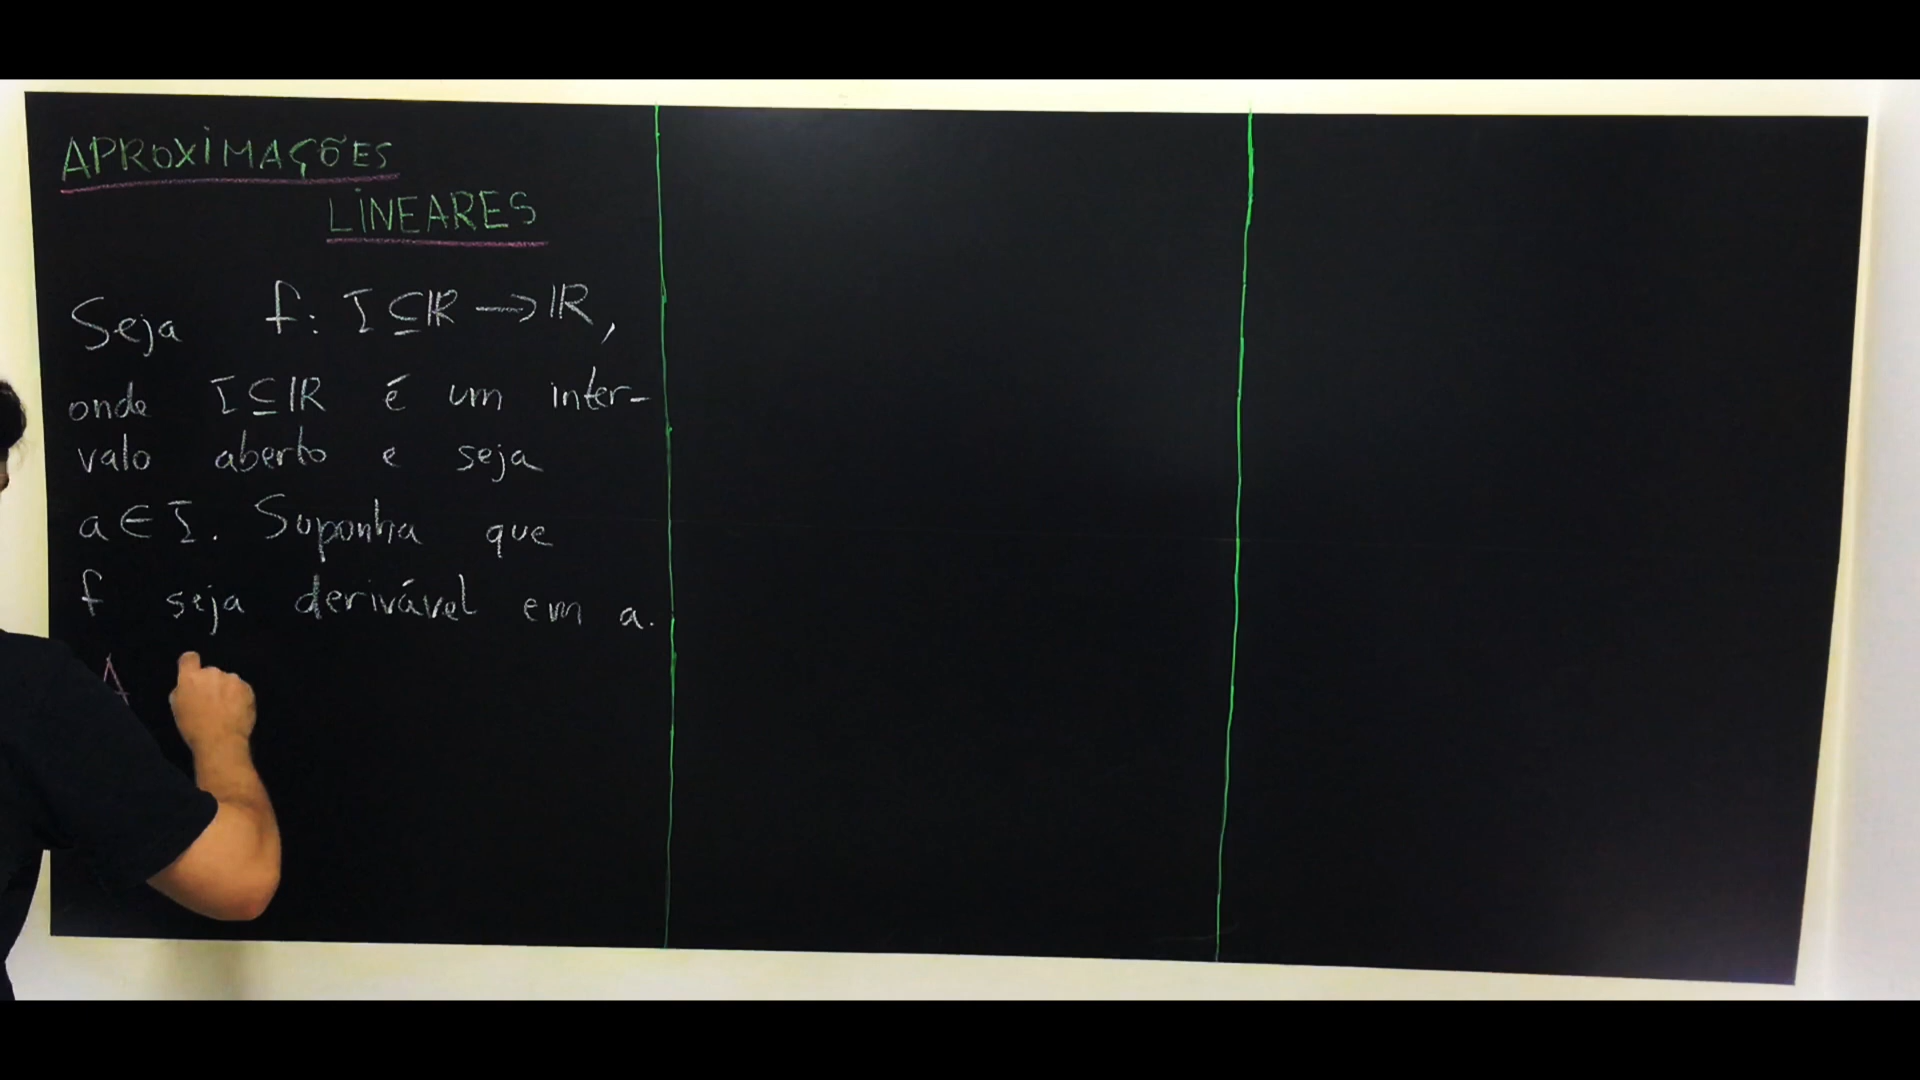 APROXIMAÇÕES
LINEARES
Seja f: I ⊆ ℝ → ℝ,
onde I ⊆ ℝ é um inter-
valo aberto e seja
a ∈ I. Suponha que
f seja derivável em a.
A